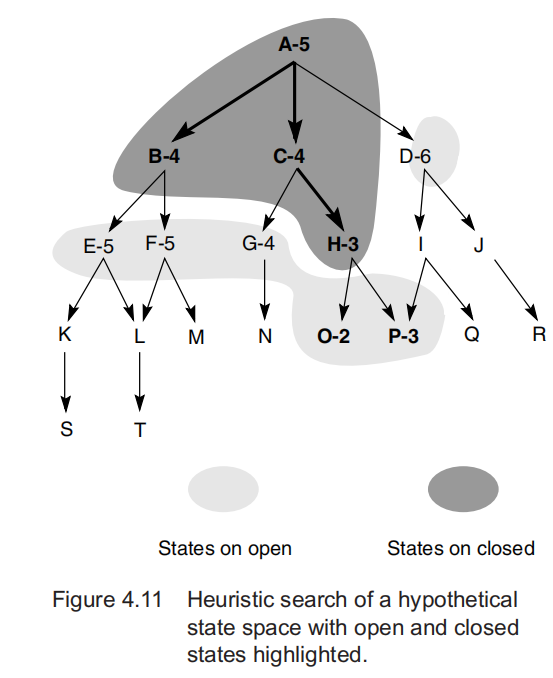 A-5
B-4 C-4 D-6
E-5 F-5 G-4 H-3 I J
K L M N O-2 P-3 Q R
S T
States on open States on closed
Figure 4.11 Heuristic search of a hypothetical
state space with open and closed
states highlighted.